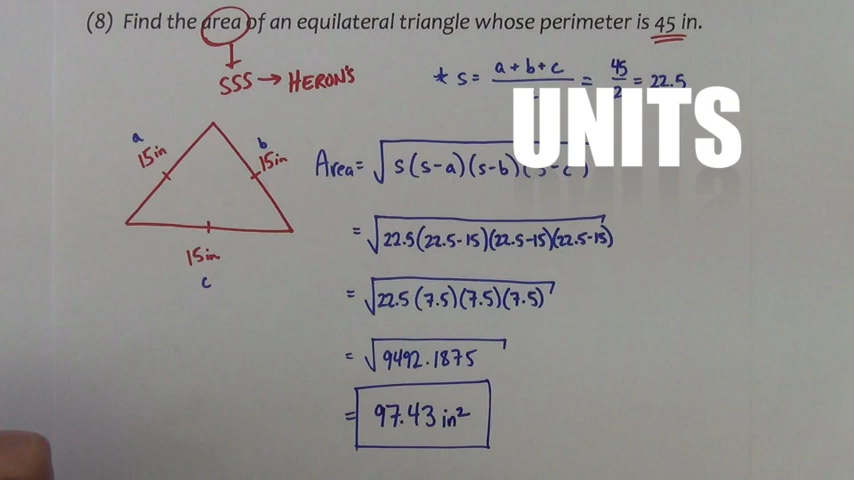 (8) Find the area of an equilateral triangle whose perimeter is 45 in.
SSS → HERON'S
* s = a + b + c = 45/2 = 22.5
UNITS
a
15in
b
15in
15in
c
Area = √s(s-a)(s-b)(s-c)
= √22.5(22.5-15)(22.5-15)(22.5-15)
= √22.5(7.5)(7.5)(7.5)
= √9492.1875
= 97.43 in²